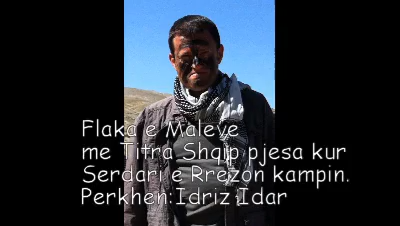 Flaka e Maleve
me Titra Shqip pjesa kur
Serdari e Rrezon kampin.
Perkhen:Idriz Idar